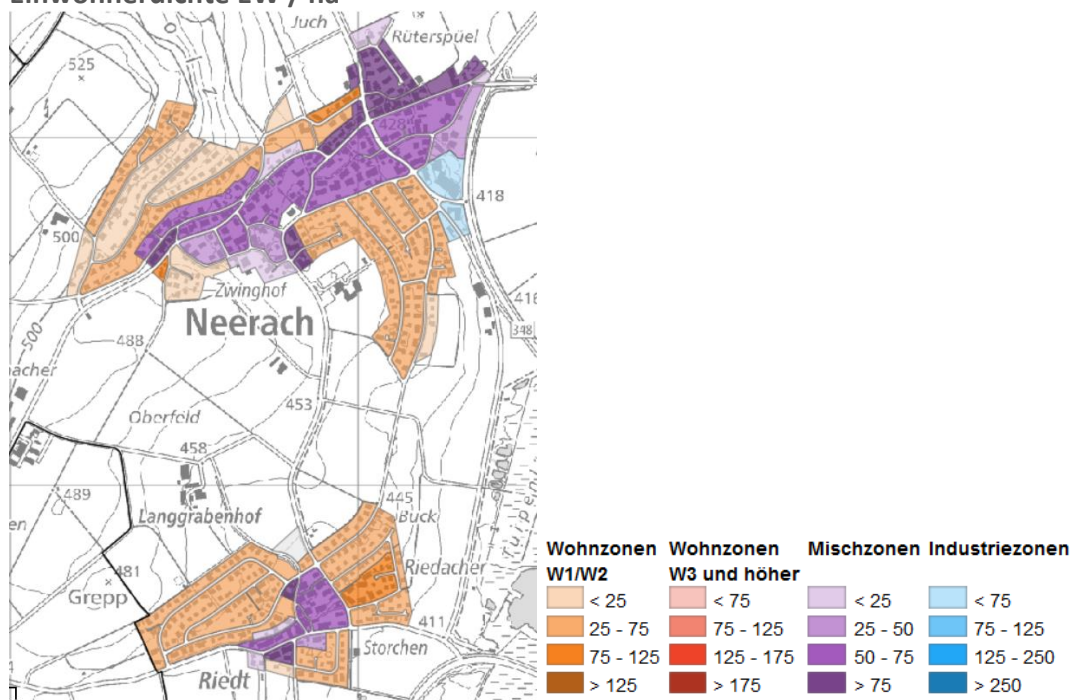 Juch
Rüterspüel
525
428
418
500
Zwinghof
416
Neerach
348
500
488
acher
453
Oberfeld
458
489
445
Buck
en
Langgrabenhof
481
Riedacher
Grepp
411
Storchen
Riedt
Wohnzonen Wohnzonen Mischzonen Industriezonen
W1/W2 W3 und höher
< 25 < 75 < 25 < 75
25 - 75 75 - 125 25 - 50 75 - 125
75 - 125 125 - 175 50 - 75 125 - 250
> 125 > 175 > 75 > 250